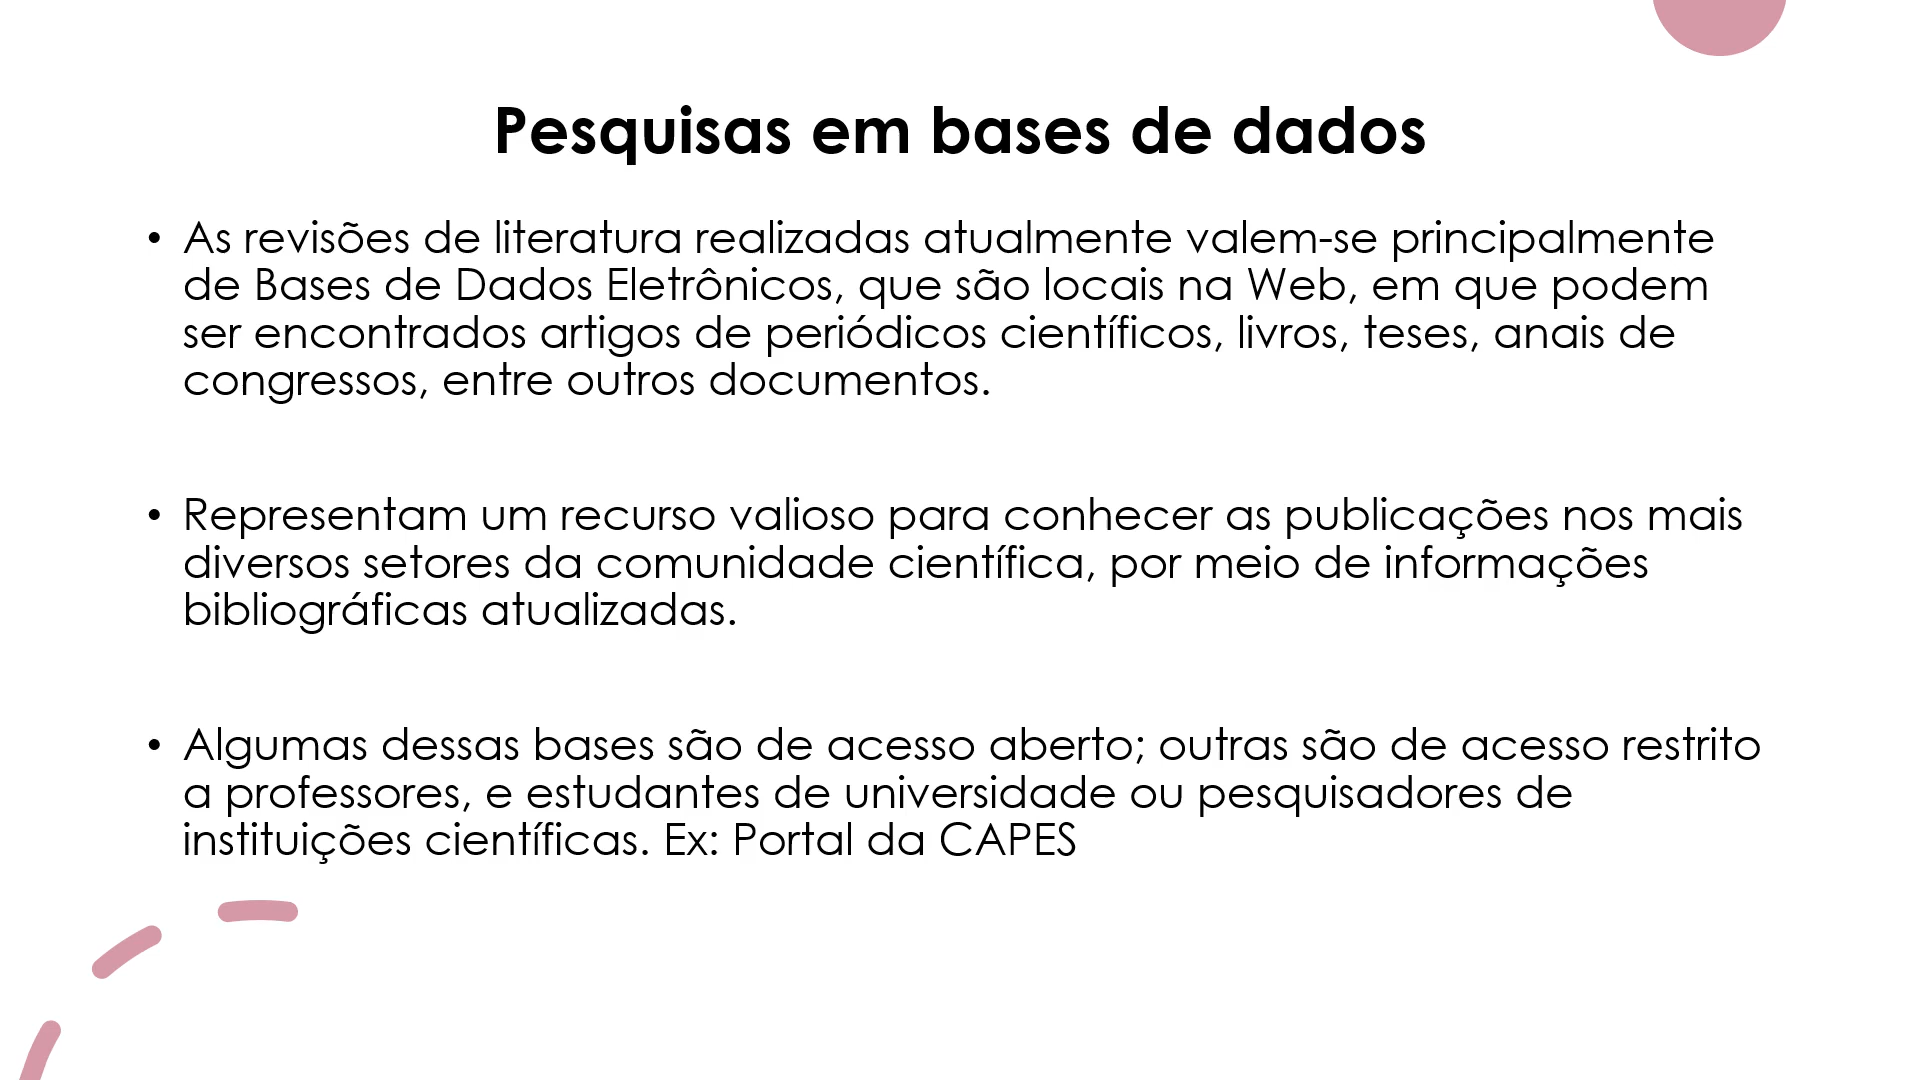 Pesquisas em bases de dados
• As revisões de literatura realizadas atualmente valem-se principalmente
de Bases de Dados Eletrônicos, que são locais na Web, em que podem
ser encontrados artigos de periódicos científicos, livros, teses, anais de
congressos, entre outros documentos.
• Representam um recurso valioso para conhecer as publicações nos mais
diversos setores da comunidade científica, por meio de informações
bibliográficas atualizadas.
• Algumas dessas bases são de acesso aberto; outras são de acesso restrito
a professores, e estudantes de universidade ou pesquisadores de
instituições científicas. Ex: Portal da CAPES